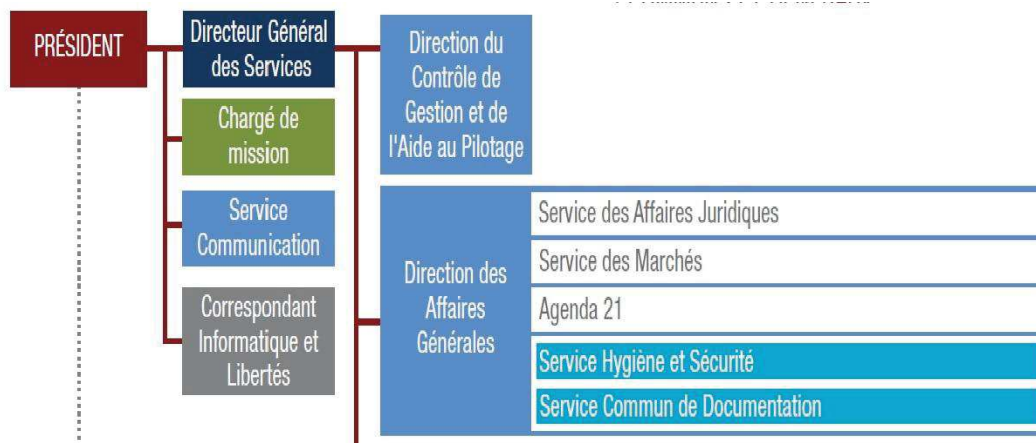 PRÉSIDENT
Directeur Général
des Services
Chargé de
mission
Service
Communication
Correspondant
Informatique et
Libertés
Direction du
Contrôle de
Gestion et de
l'Aide au Pilotage
Direction des
Affaires
Générales
Service des Affaires Juridiques
Service des Marchés
Agenda 21
Service Hygiène et Sécurité
Service Commun de Documentation